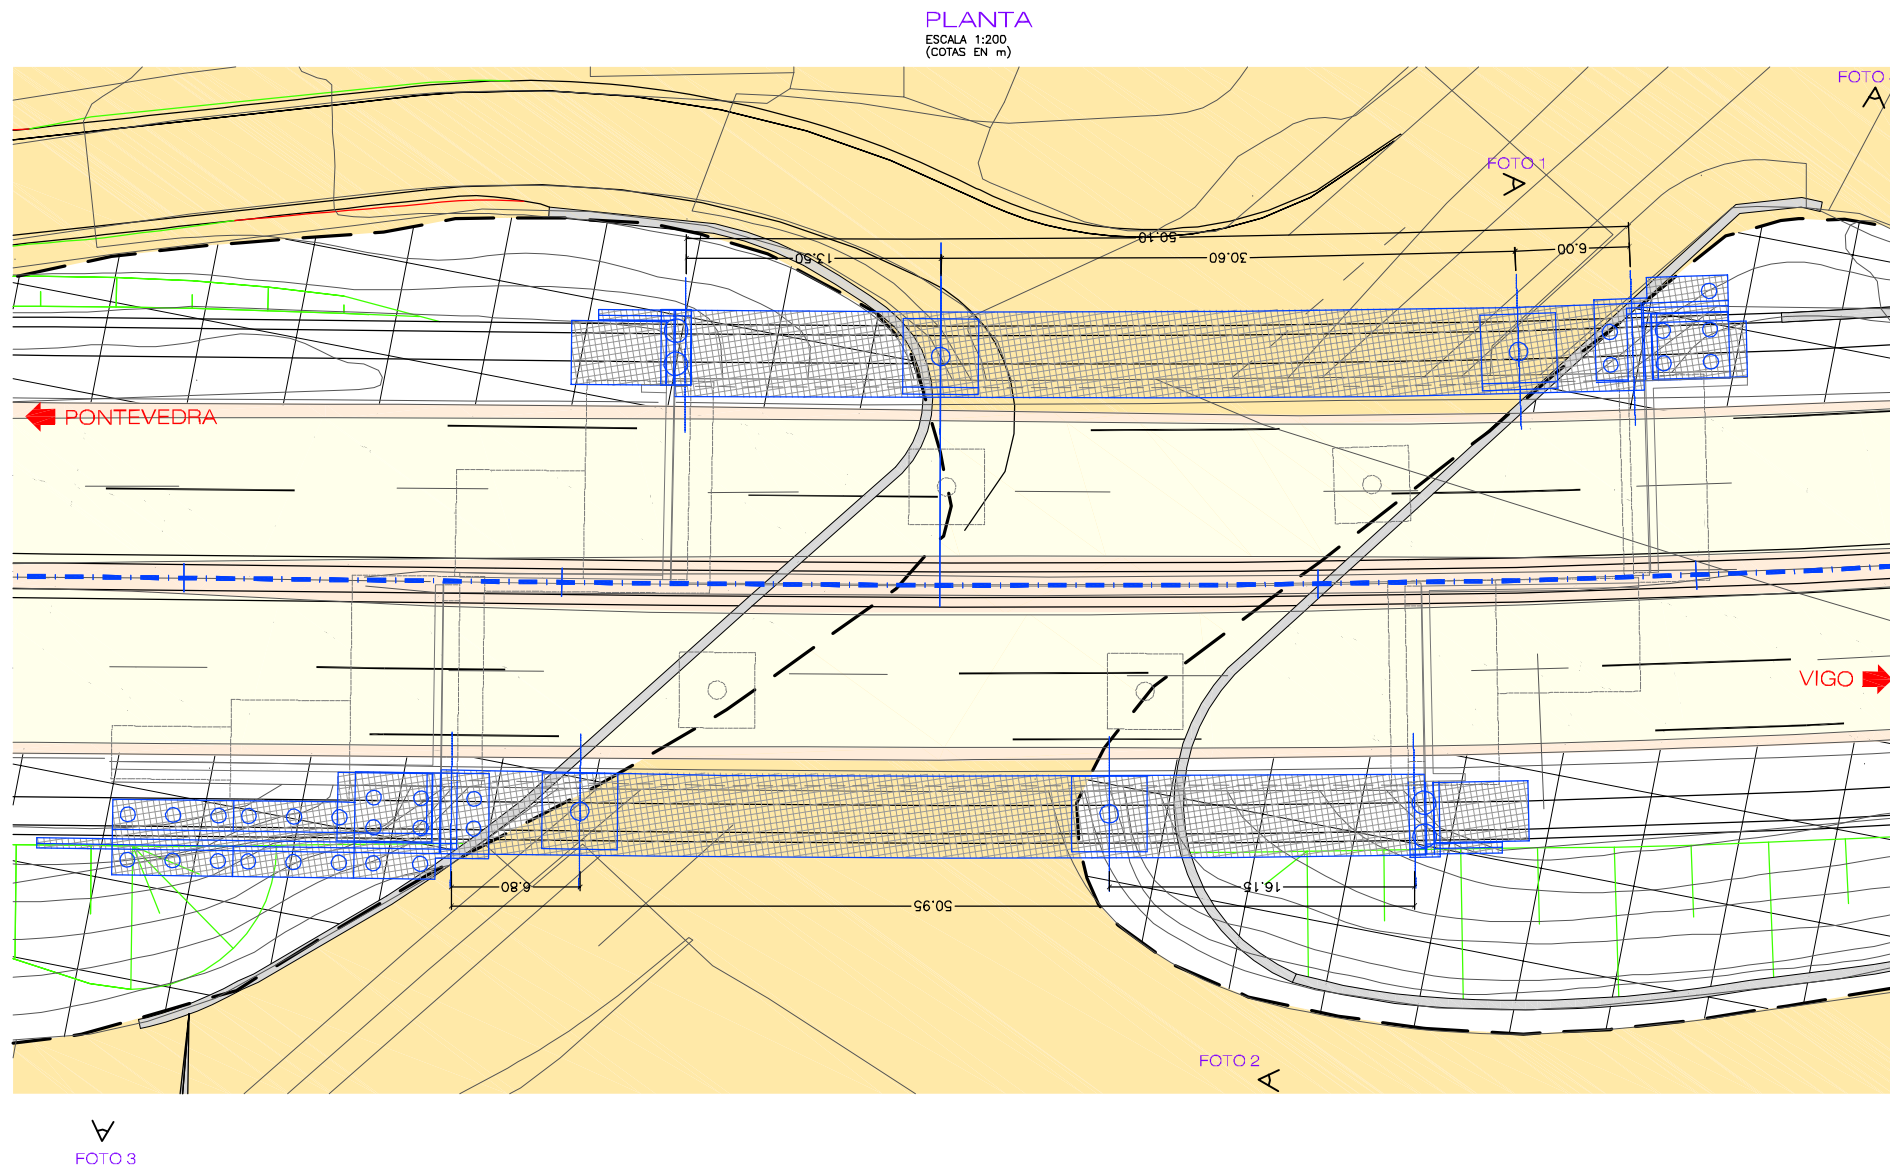 PLANTA
ESCALA 1:200
(COTAS EN m)
FOTO
FOTO 1
50.10
13.50
30.60
6.00
PONTEVEDRA
VIGO
6.80
16.15
50.95
FOTO 2
FOTO 3